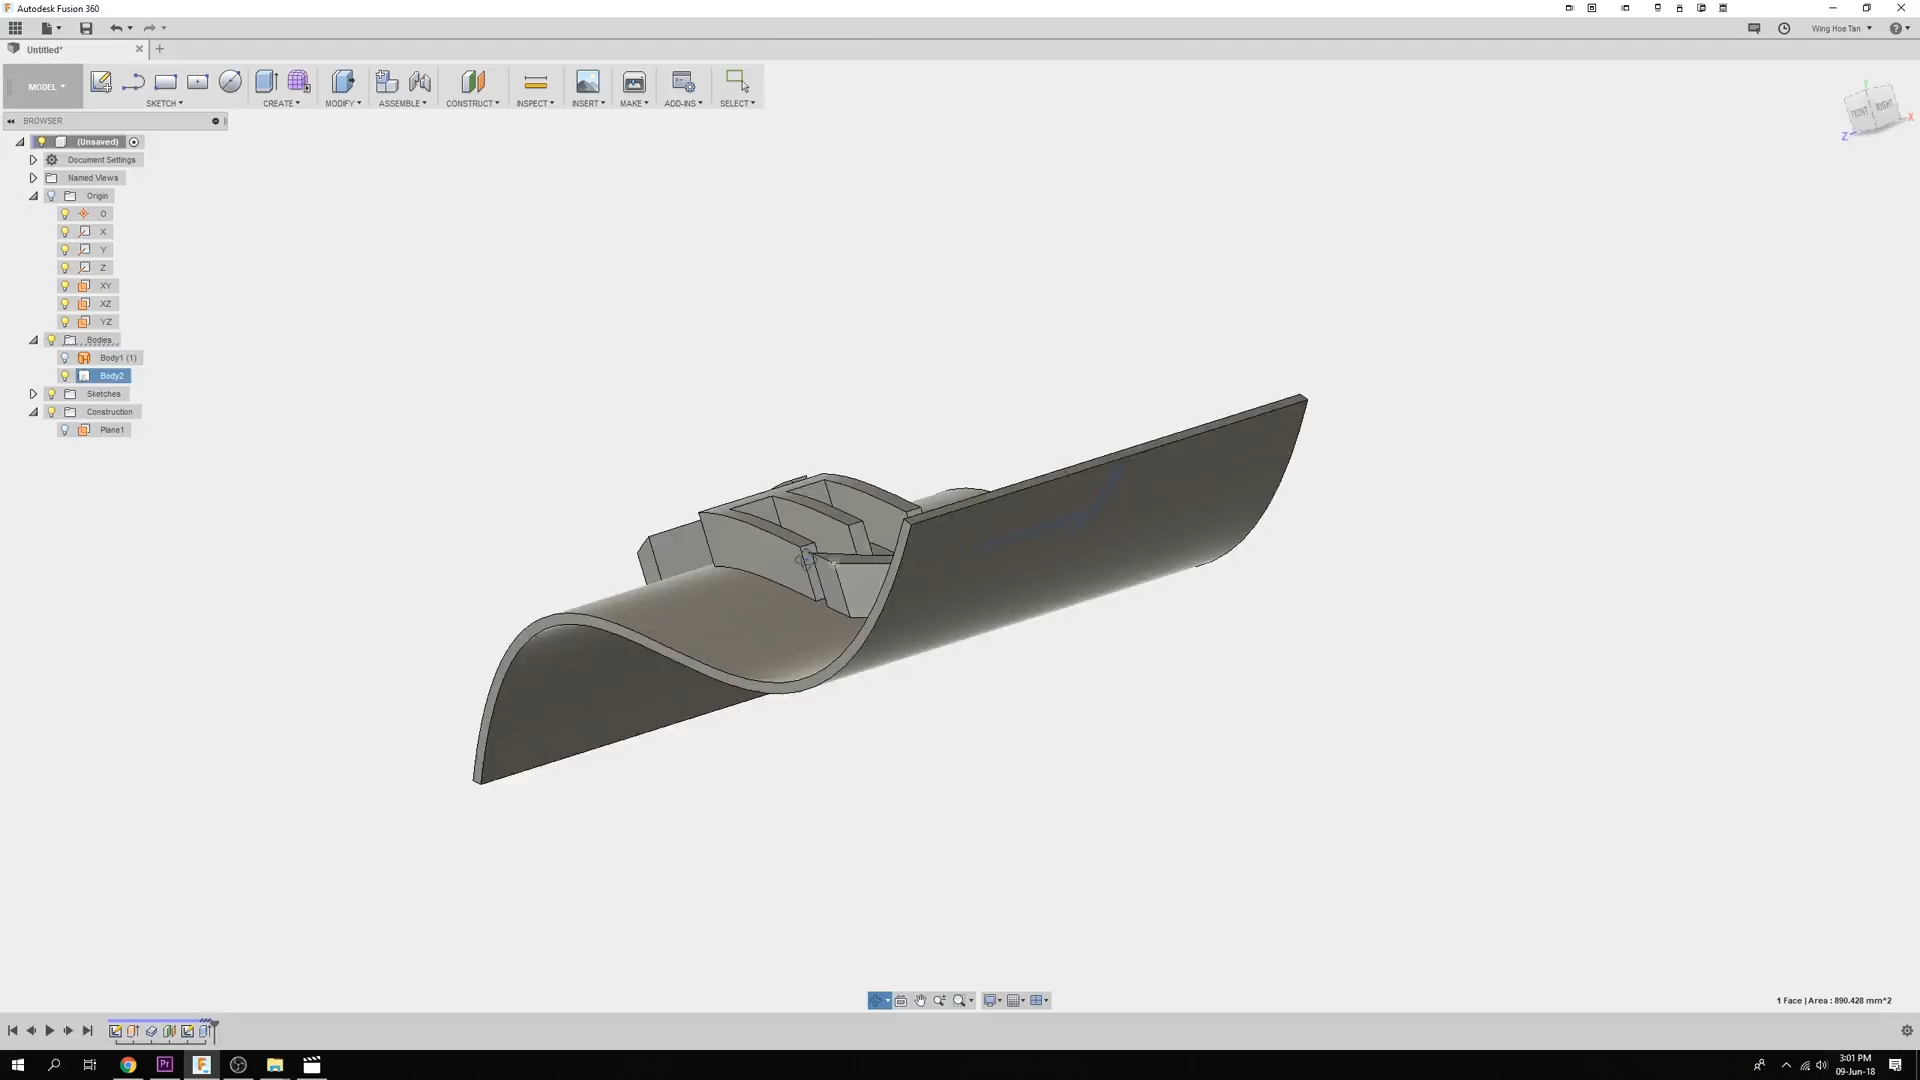 Autodesk Fusion 360
Wing Hoe Tan
Untitled*
MODEL
SKETCH
CREATE
MODIFY
ASSEMBLE
CONSTRUCT
INSPECT
INSERT
MAKE
ADD-INS
SELECT
BROWSER
FRONT
RIGHT
Y
X
Z
(Unsaved)
Document Settings
Named Views
Origin
O
X
Y
Z
XY
XZ
YZ
Bodies
Body1 (1)
Body2
Sketches
Construction
Plane1
1 Face | Area : 890.428 mm^2
Pr
F
3:01 PM
09-Jun-18